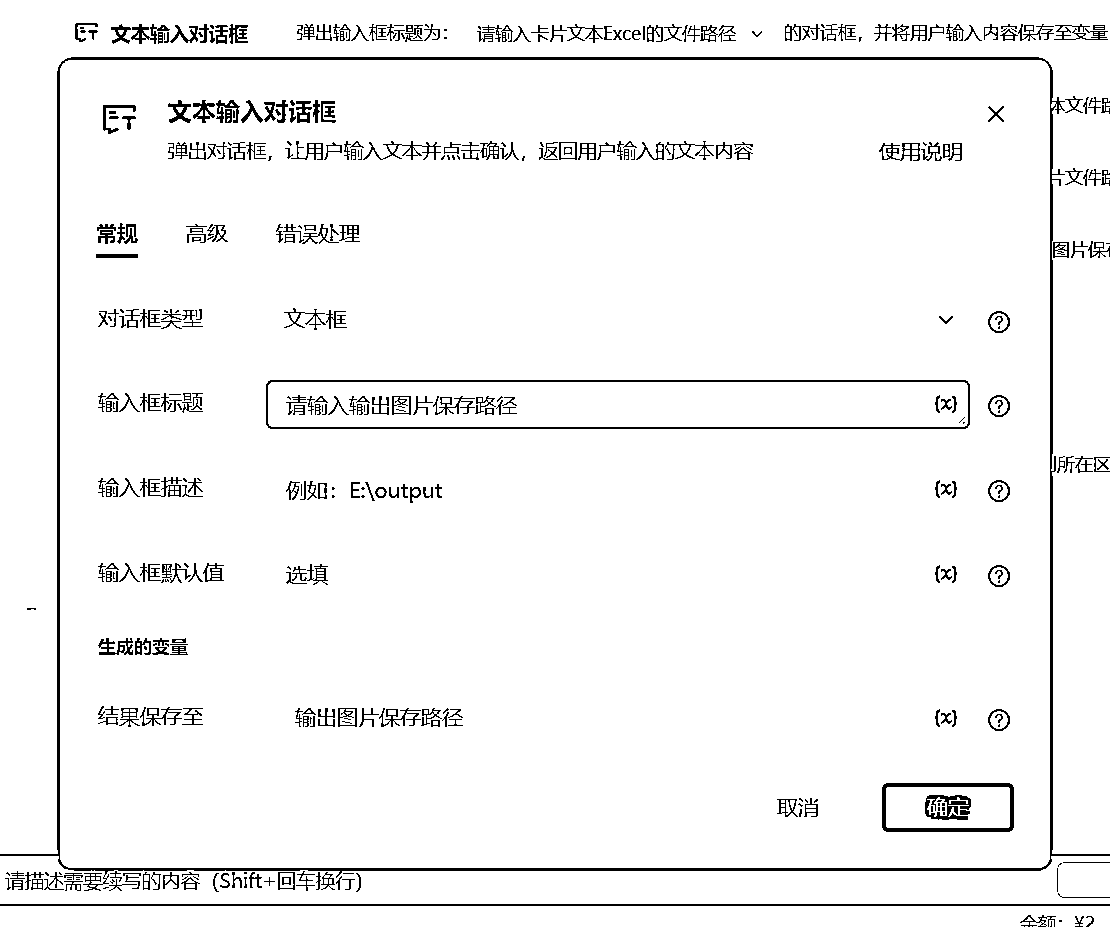 文本输入对话框 弹出输入框标题为： 请输入卡片文本Excel的文件路径 的对话框，并将用户输入内容保存至变量
文本输入对话框
弹出对话框，让用户输入文本并点击确认，返回用户输入的文本内容 使用说明
本文件路
片文件路
图片保存
常规 高级 错误处理
对话框类型 文本框
输入框标题 请输入输出图片保存路径 {x}
所在区
输入框描述 例如：E:\output {x}
输入框默认值 选填 {x}
生成的变量
结果保存至 输出图片保存路径 {x}
取消 确定
请描述需要续写的内容 (Shift+回车换行)
余额：¥2